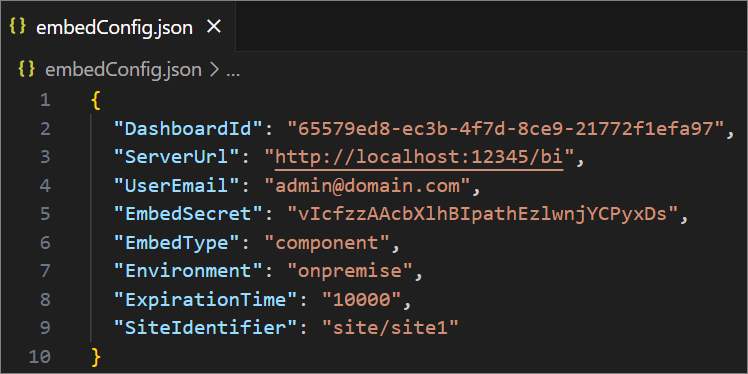 {} embedConfig.json ×
{} embedConfig.json > ...
1 {
2 "DashboardId": "65579ed8-ec3b-4f7d-8ce9-21772f1efa97",
3 "ServerUrl": "http://localhost:12345/bi",
4 "UserEmail": "admin@domain.com",
5 "EmbedSecret": "vIcfzzAAcbXlhBIpathEzlwnjYCPyxDs",
6 "EmbedType": "component",
7 "Environment": "onpremise",
8 "ExpirationTime": "10000",
9 "SiteIdentifier": "site/site1"
10 }